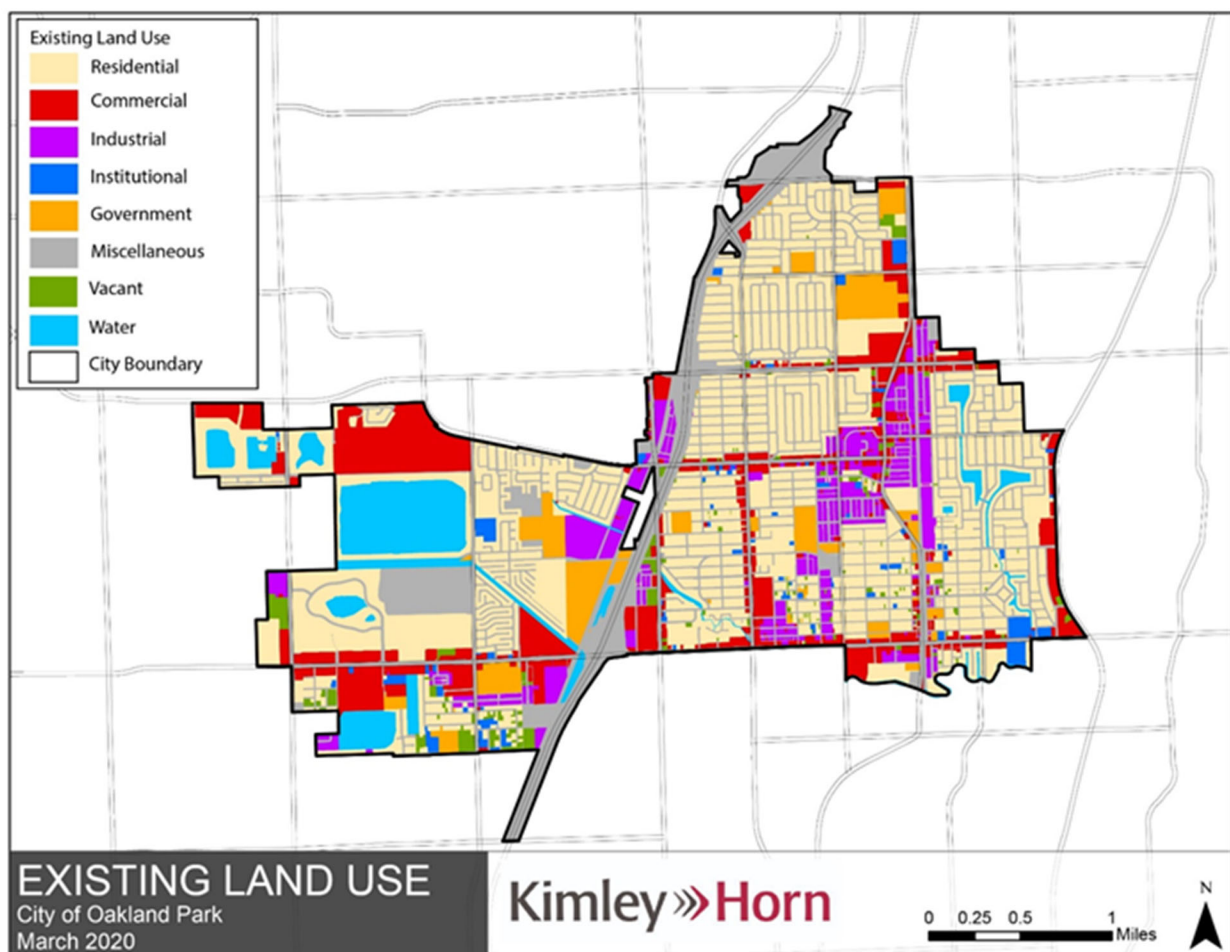 Existing Land Use
Residential
Commercial
Industrial
Institutional
Government
Miscellaneous
Vacant
Water
City Boundary
EXISTING LAND USE
City of Oakland Park
March 2020
Kimley»Horn
0 0.25 0.5 1
Miles
N